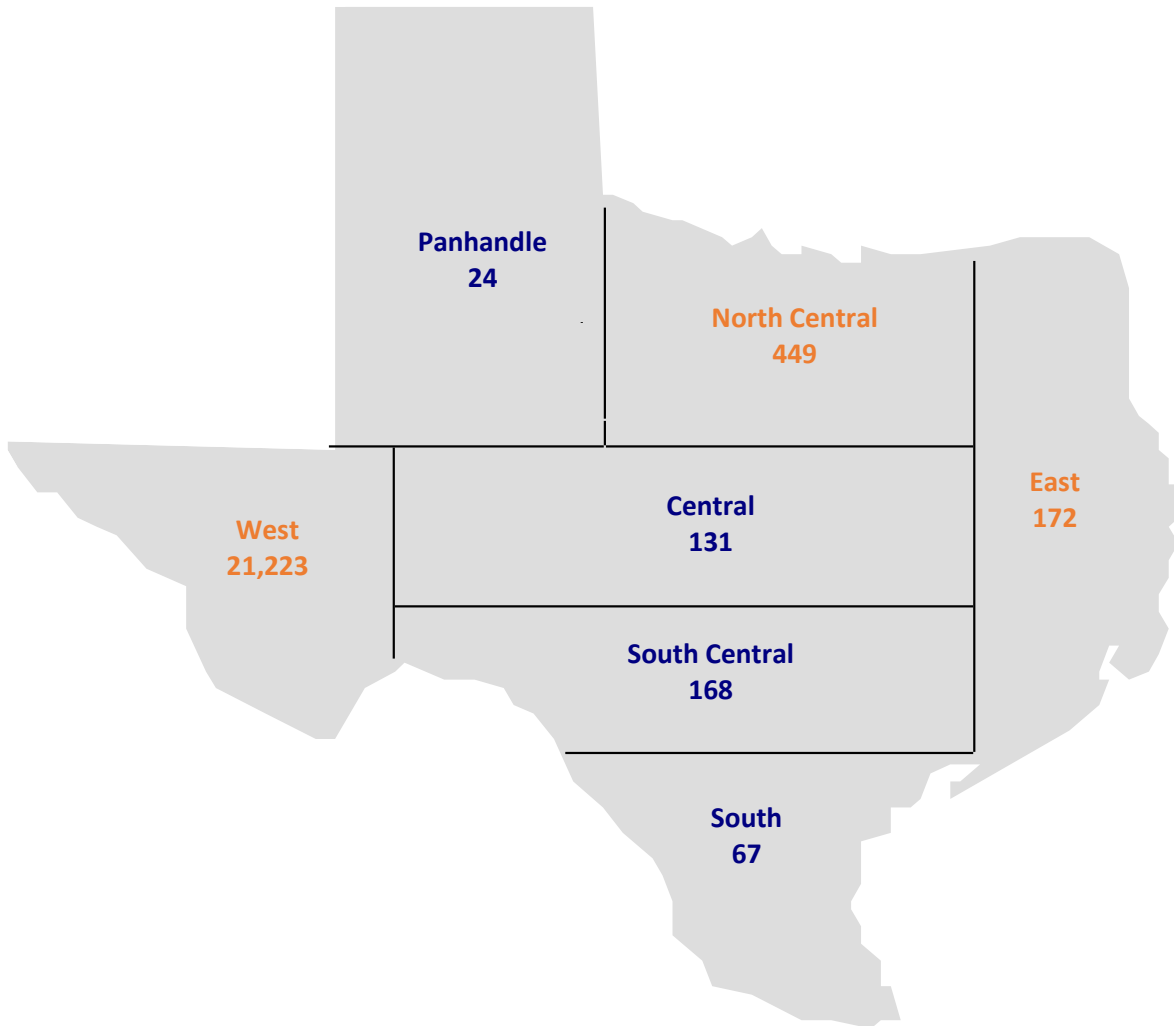 Panhandle
24
North Central
449
East
172
Central
131
West
21,223
South Central
168
South
67